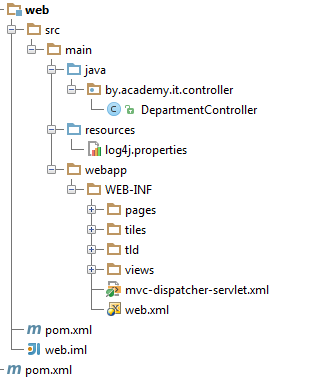 web
src
main
java
by.academy.it.controller
DepartmentController
resources
log4j.properties
webapp
WEB-INF
pages
tiles
tld
views
mvc-dispatcher-servlet.xml
web.xml
pom.xml
web.iml
pom.xml